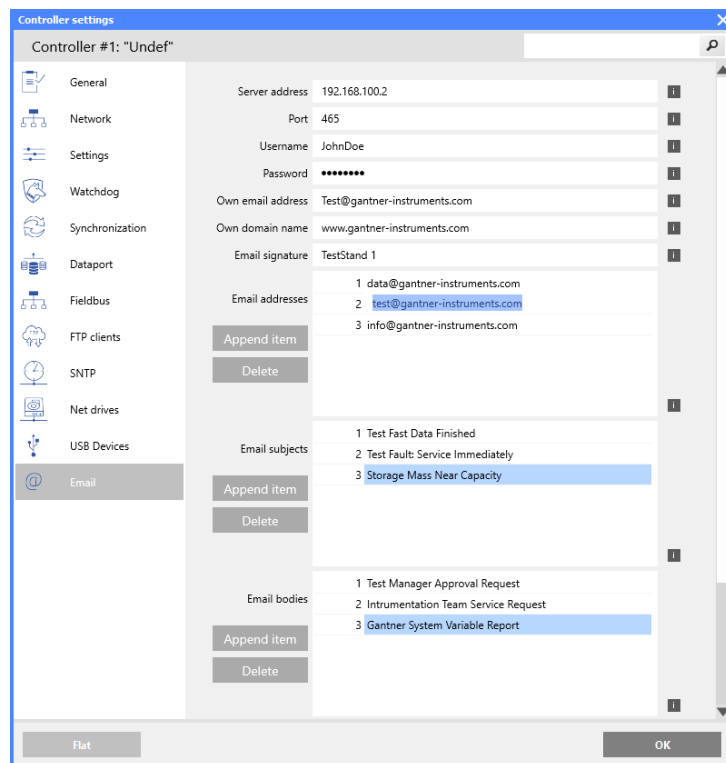 Controller settings
Controller #1: "Undef"
General
Network
Settings
Watchdog
Synchronization
Dataport
Fieldbus
FTP clients
SNTP
Net drives
USB Devices
@ Email
Server address 192.168.100.2
Port 465
Username JohnDoe
Password ••••••••
Own email address Test@gantner-instruments.com
Own domain name www.gantner-instruments.com
Email signature TestStand 1
Email addresses
1 data@gantner-instruments.com
2 test@gantner-instruments.com
3 info@gantner-instruments.com
Append item
Delete
Email subjects
1 Test Fast Data Finished
2 Test Fault: Service Immediately
3 Storage Mass Near Capacity
Append item
Delete
Email bodies
1 Test Manager Approval Request
2 Intrumentation Team Service Request
3 Gantner System Variable Report
Append item
Delete
Flat
OK